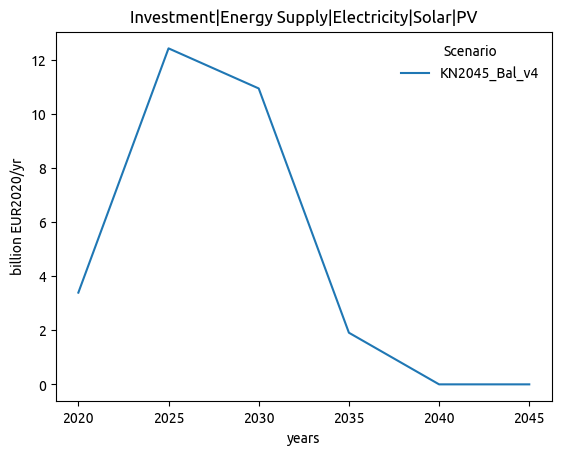 Investment|Energy Supply|Electricity|Solar|PV
Scenario
KN2045_Bal_v4
billion EUR2020/yr
12
10
8
6
4
2
0
2020 2025 2030 2035 2040 2045
years